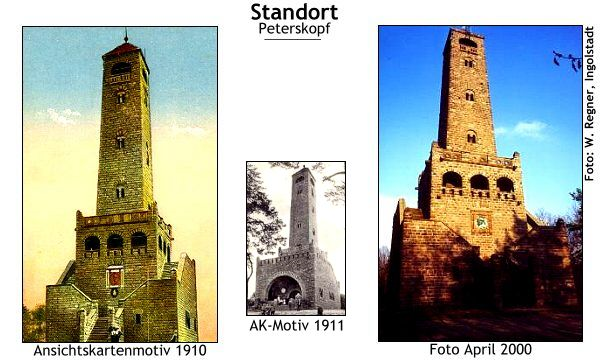 Standort
Peterskopf
Foto: W. Regner, Ingolstadt
Ansichtskartenmotiv 1910
AK-Motiv 1911
Foto April 2000